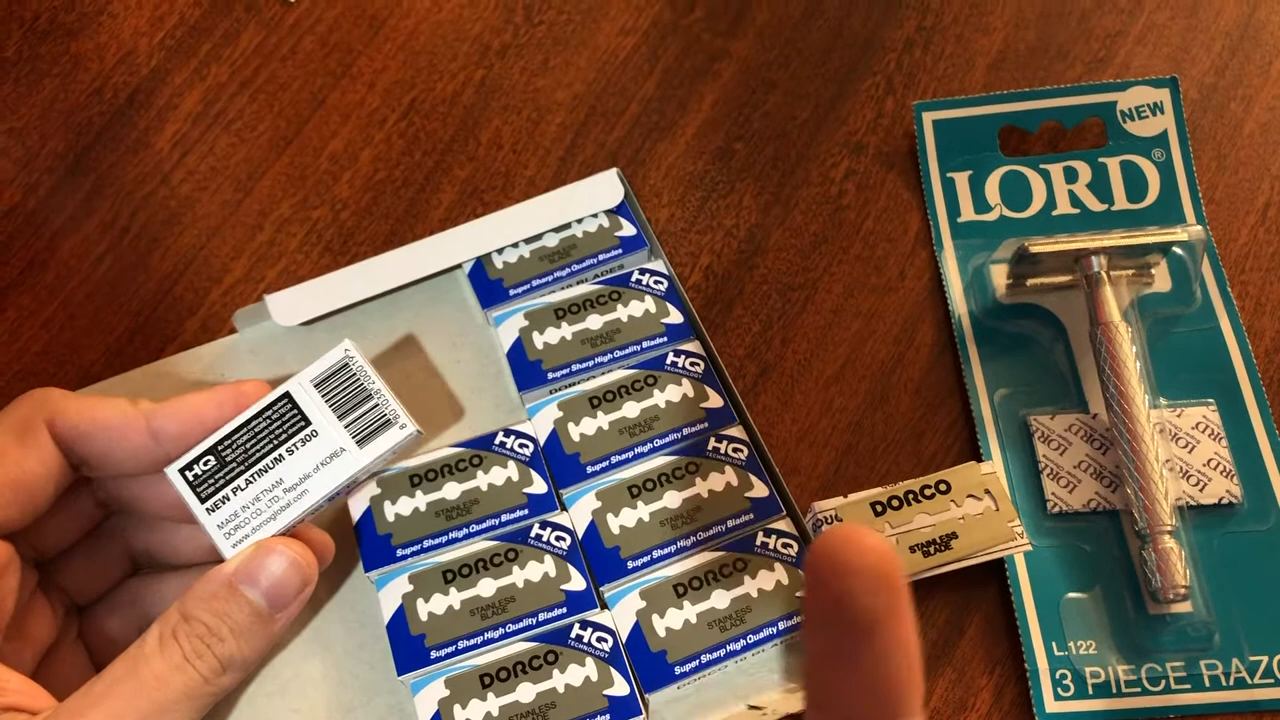 HQ
TECHNOLOGY
NEW PLATINUM ST300
MADE IN VIETNAM
DORCO CO., LTD., Republic of KOREA
www.dorcoglobal.com
STAINLESS
BLADE
Super Sharp High Quality Blades
HQ
TECHNOLOGY
DORCO
STAINLESS
BLADE
Super Sharp High Quality Blades
HQ
TECHNOLOGY
DORCO
STAINLESS
BLADE
Super Sharp High Quality Blades
HQ
TECHNOLOGY
DORCO
STAINLESS
BLADE
Super Sharp High Quality Blades
HQ
TECHNOLOGY
DORCO
STAINLESS
BLADE
Super Sharp High Quality Blades
HQ
TECHNOLOGY
DORCO
STAINLESS
BLADE
Super Sharp High Quality Blades
HQ
TECHNOLOGY
DORCO
STAINLESS
BLADE
Super Sharp High Quality Blades
HQ
TECHNOLOGY
DORCO
STAINLESS
BLADE
DORCO
STAINLESS
BLADE
NEW
LORD®
LORD
L.122
3 PIECE RAZO